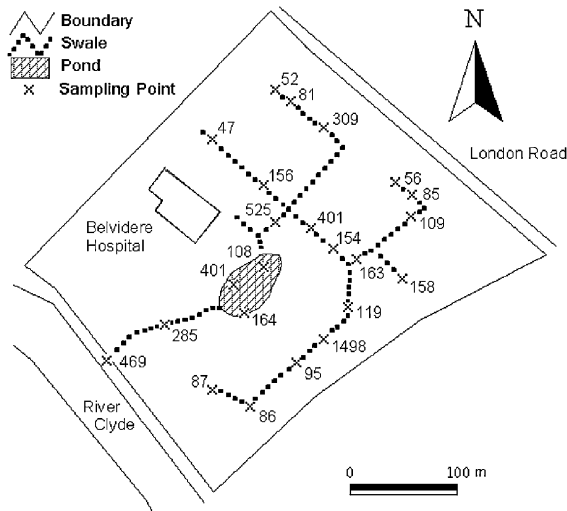 Boundary
Swale
Pond
Sampling Point
N
London Road
52
81
309
47
156
56
85
109
525
401
154
163
158
Belvidere
Hospital
108
401
164
119
285
1498
469
95
87
86
River
Clyde
0 100 m